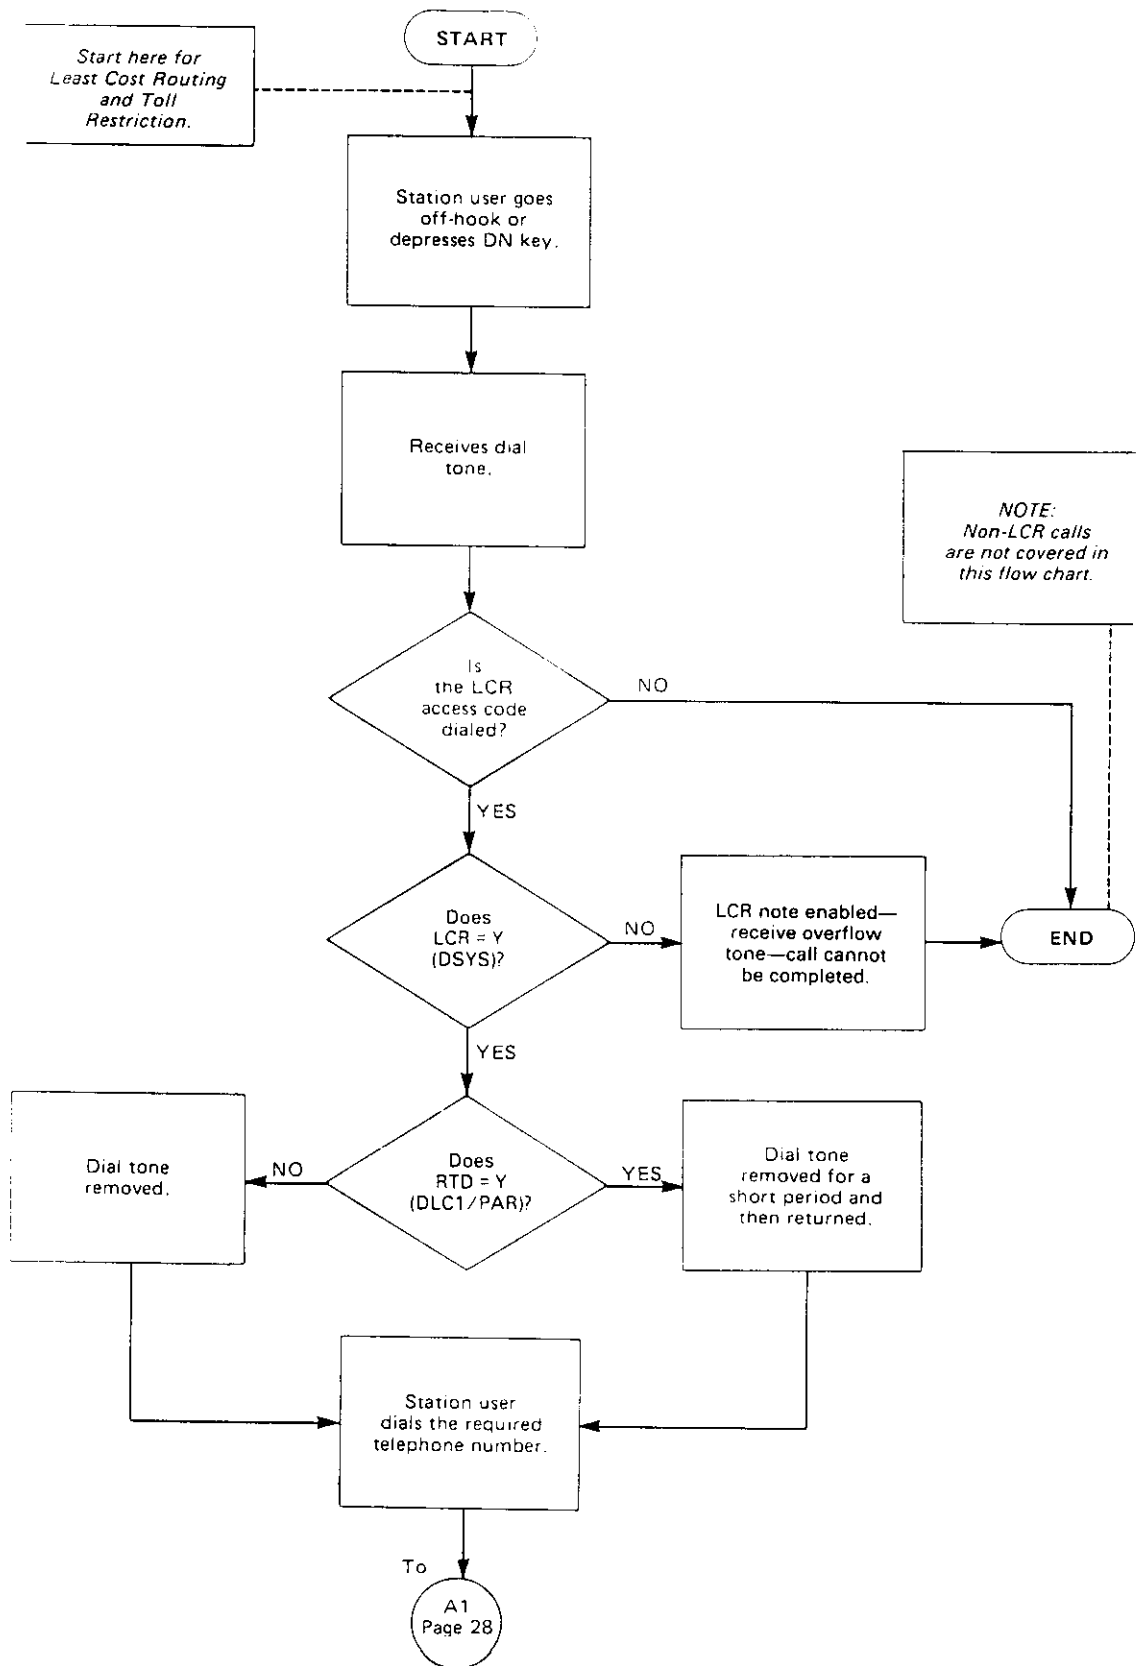 START
Start here for
Least Cost Routing
and Toll
Restriction.
Station user goes
off-hook or
depresses DN key.
Receives dial
tone.
NOTE:
Non-LCR calls
are not covered in
this flow chart.
Is
the LCR
access code
dialed?
NO
YES
Does
LCR = Y
(DSYS)?
NO
LCR note enabled—
receive overflow
tone—call cannot
be completed.
END
YES
Dial tone
removed.
NO
Does
RTD = Y
(DLC1/PAR)?
YES
Dial tone
removed for a
short period and
then returned.
Station user
dials the required
telephone number.
To
A1
Page 28